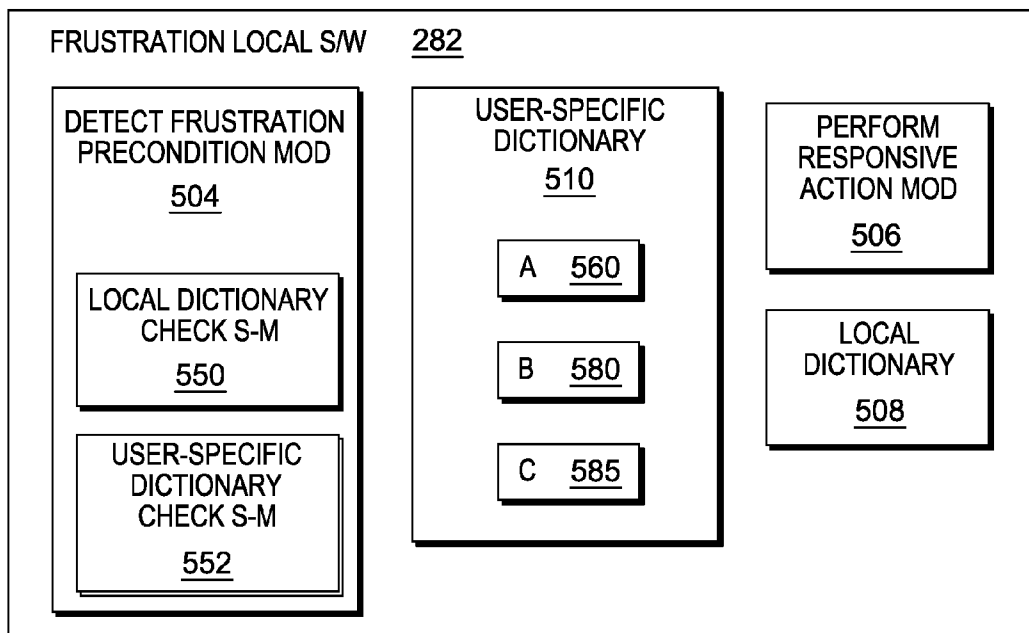 FRUSTRATION LOCAL S/W 282
DETECT FRUSTRATION
PRECONDITION MOD
504
LOCAL DICTIONARY
CHECK S-M
550
USER-SPECIFIC
DICTIONARY
CHECK S-M
552
USER-SPECIFIC
DICTIONARY
510
A 560
B 580
C 585
PERFORM
RESPONSIVE
ACTION MOD
506
LOCAL
DICTIONARY
508